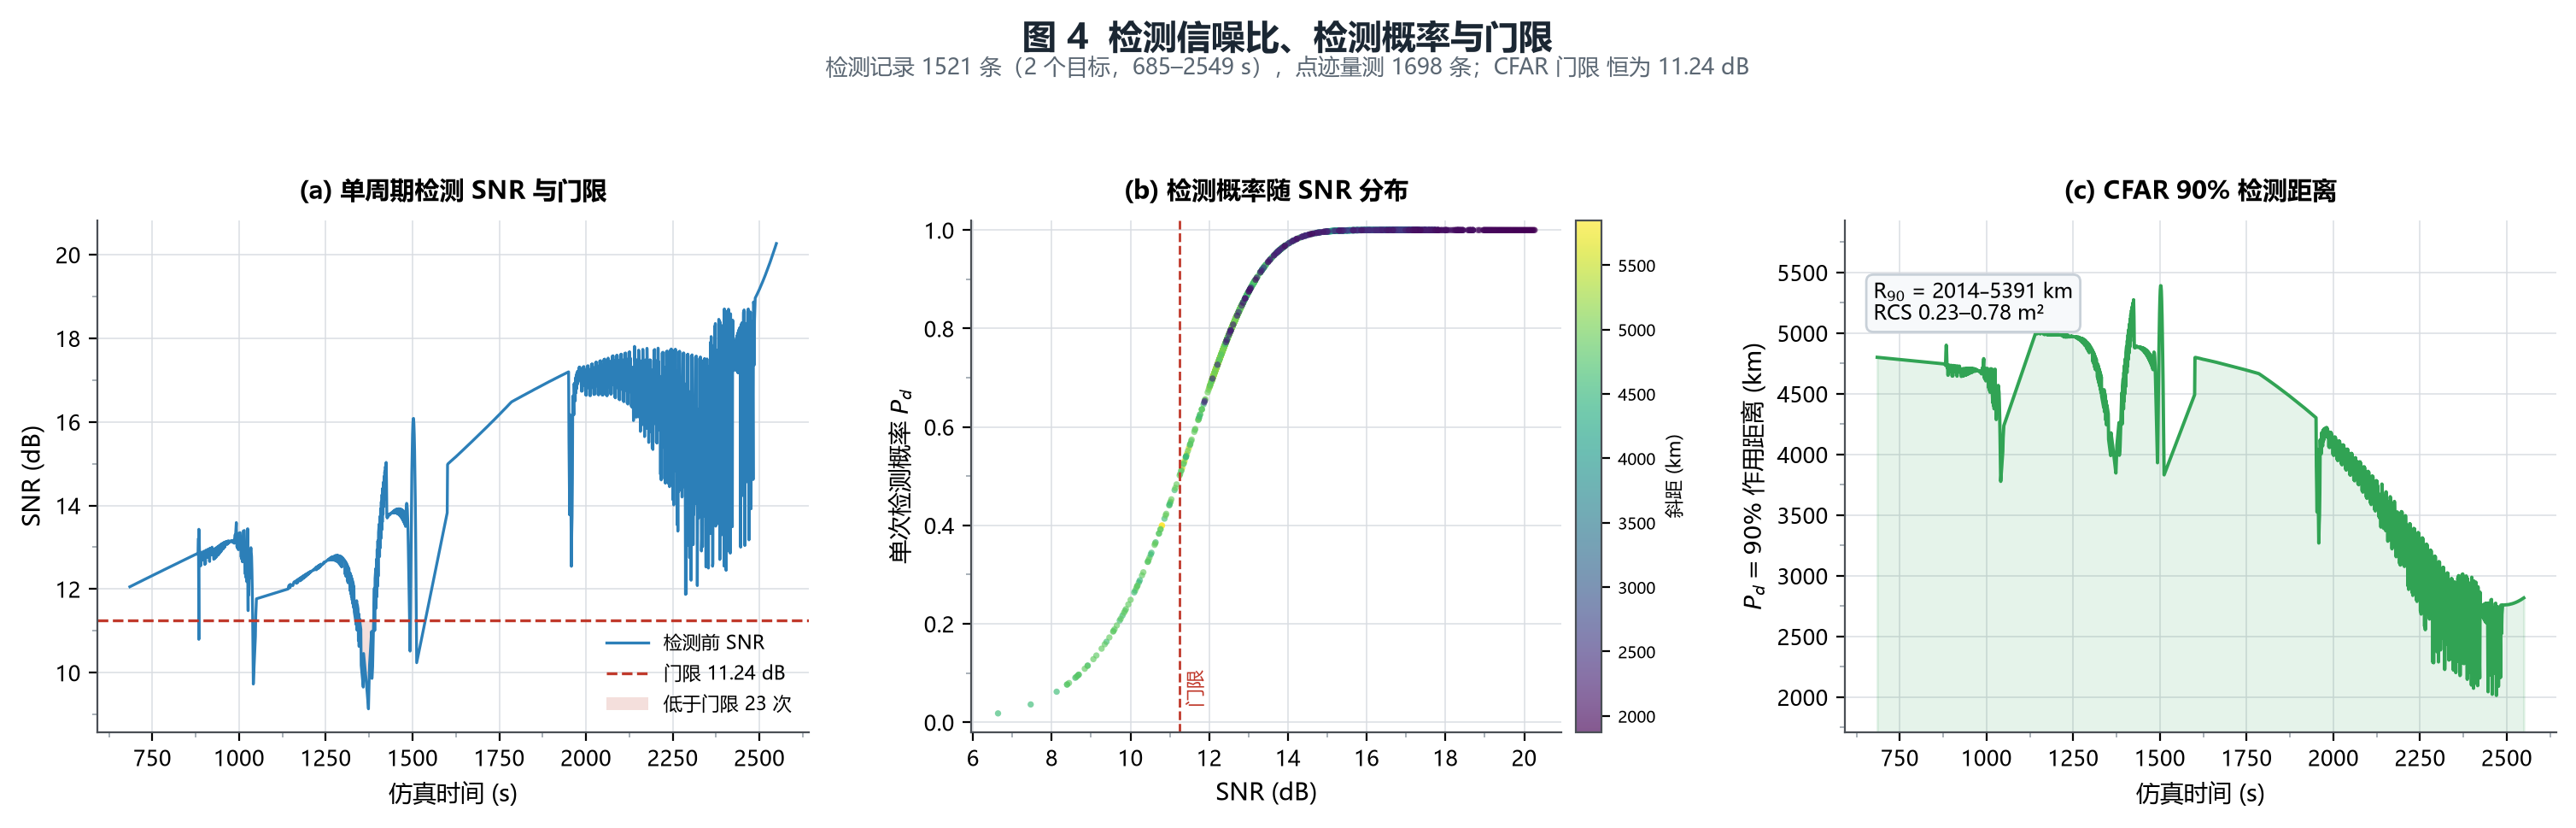 图 4  检测信噪比、检测概率与门限
检测记录 1521 条（2 个目标，685–2549 s），点迹量测 1698 条；CFAR 门限 恒为 11.24 dB
(a) 单周期检测 SNR 与门限
SNR (dB)
20
18
16
14
12
10
检测前 SNR
门限 11.24 dB
低于门限 23 次
750 1000 1250 1500 1750 2000 2250 2500
仿真时间 (s)
(b) 检测概率随 SNR 分布
单次检测概率 Pd
1.0
0.8
0.6
0.4
0.2
0.0
门限
6 8 10 12 14 16 18 20
SNR (dB)
5500
5000
4500
4000
3500
3000
2500
2000
斜距 (km)
(c) CFAR 90% 检测距离
Pd = 90% 作用距离 (km)
5500
5000
4500
4000
3500
3000
2500
2000
R90 = 2014–5391 km
RCS 0.23–0.78 m²
750 1000 1250 1500 1750 2000 2250 2500
仿真时间 (s)